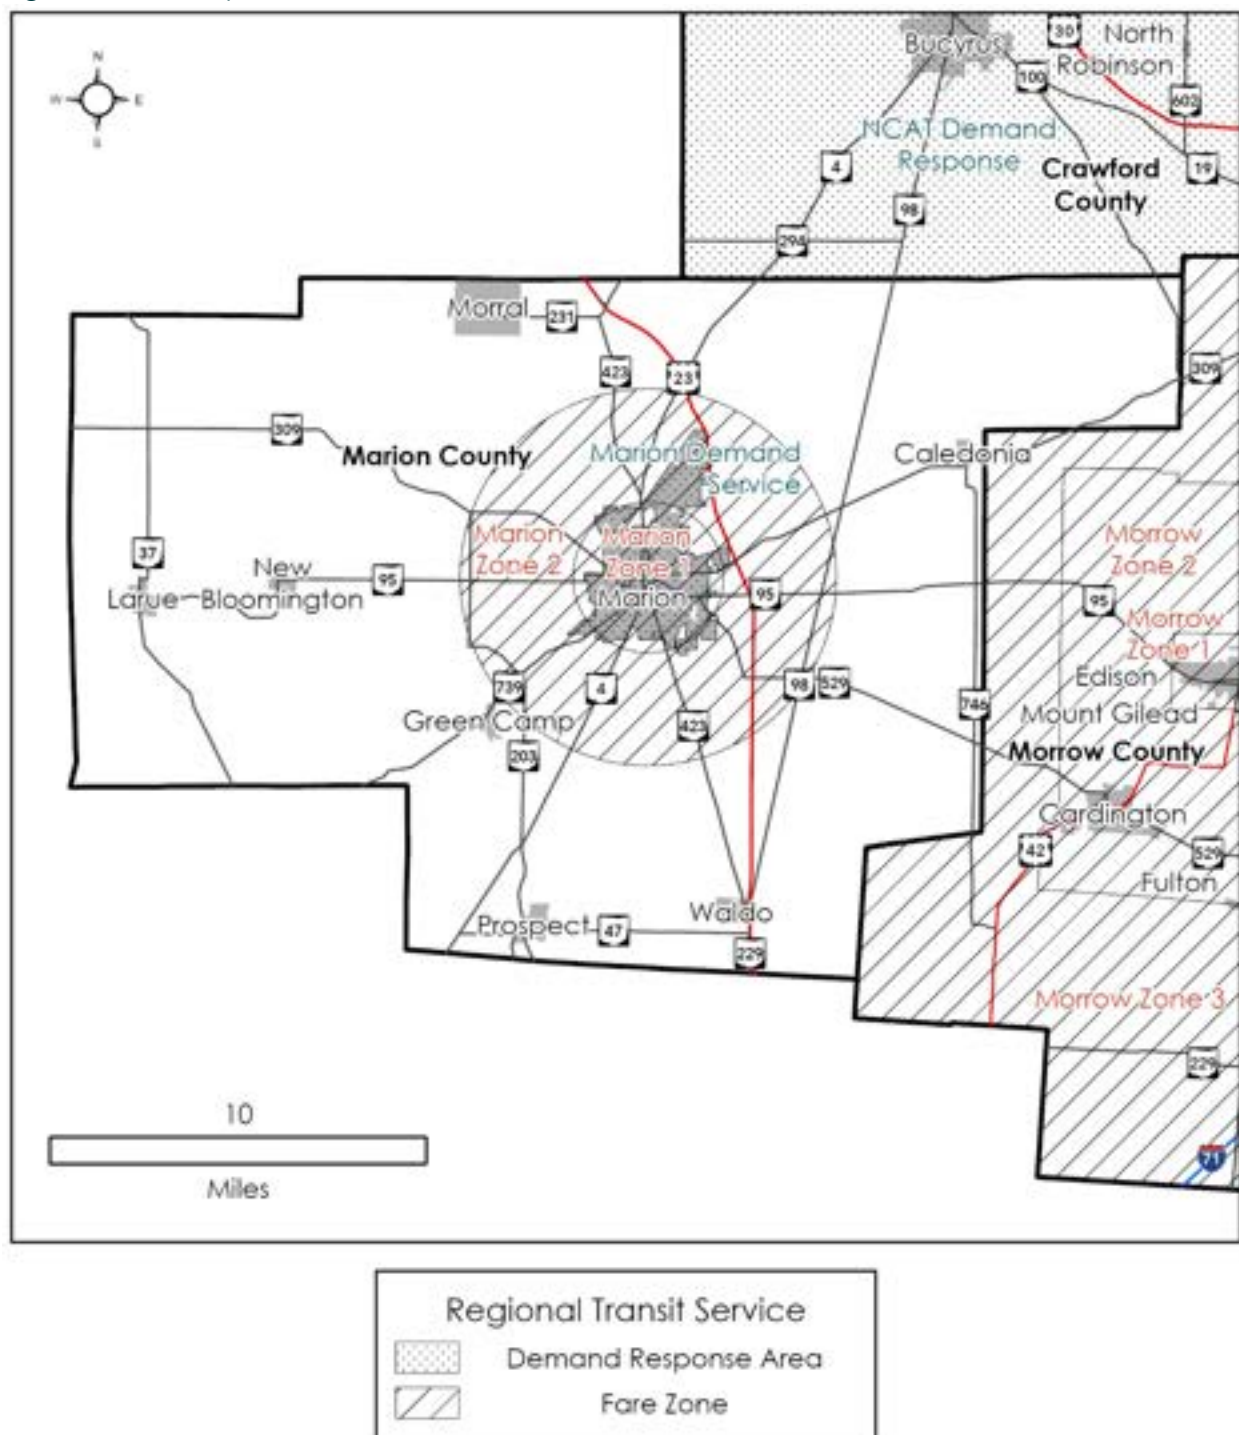 N
W
E
S
Bucyrus
30
North
Robinson
100
602
NCAT Demand
Response
4
Crawford
County
19
98
294
Morral
231
423
23
309
309
Marion County
Marion Demand
Service
Caledonia
Marion
Zone 2
Marion
Zone 1
Morrow
Zone 2
37
New
Bloomington
Larue
95
Marion
95
95
Morrow
Zone 1
Edison
739
4
98
529
746
Green Camp
423
Mount Gilead
203
Morrow County
Cardington
42
529
Fulton
Prospect
47
Waldo
229
Morrow Zone 3
229
10
Miles
71
Regional Transit Service
Demand Response Area
Fare Zone